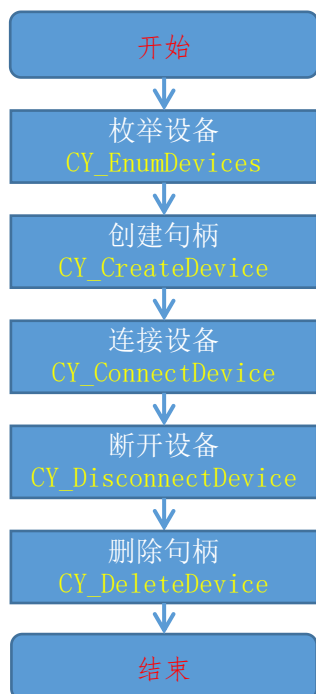 开始
枚举设备
CY_EnumDevices
创建句柄
CY_CreateDevice
连接设备
CY_ConnectDevice
断开设备
CY_DisconnectDevice
删除句柄
CY_DeleteDevice
结束